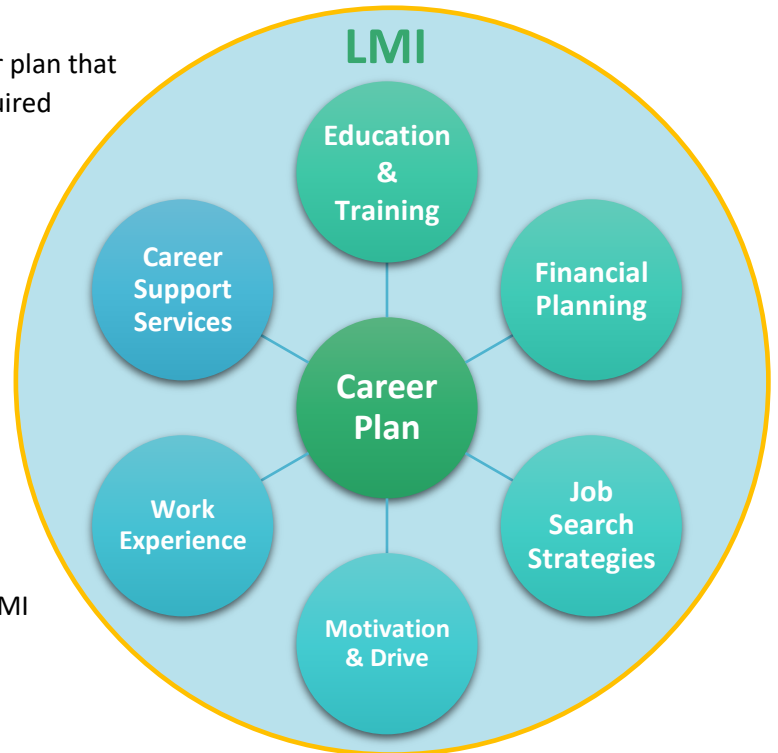 r plan that
uired
MI
LMI
Education
&
Training
Financial
Planning
Job
Search
Strategies
Motivation
& Drive
Work
Experience
Career
Support
Services
Career
Plan